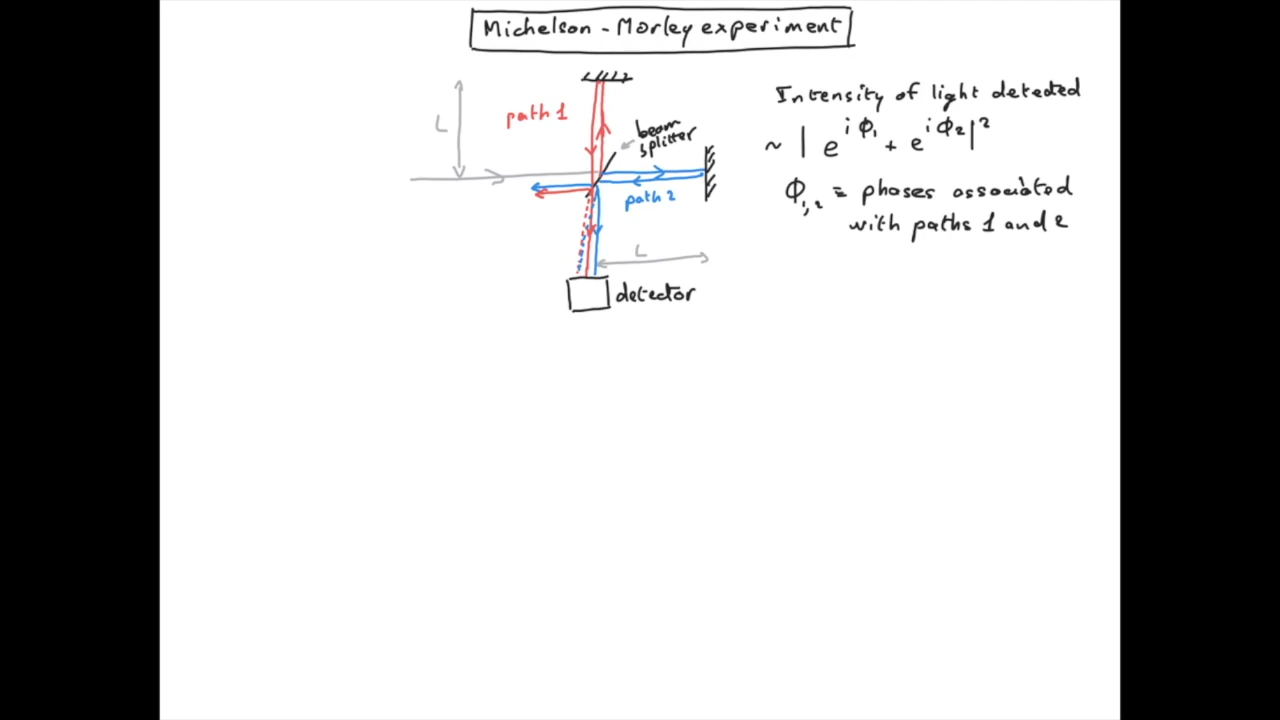 Michelson - Morley experiment
Intensity of light detected
~ | e^{iΦ₁} + e^{iΦ₂}|²
Φ₁,₂ = phases associated
with paths 1 and 2
path 1
beam
splitter
L
path 2
L
detector